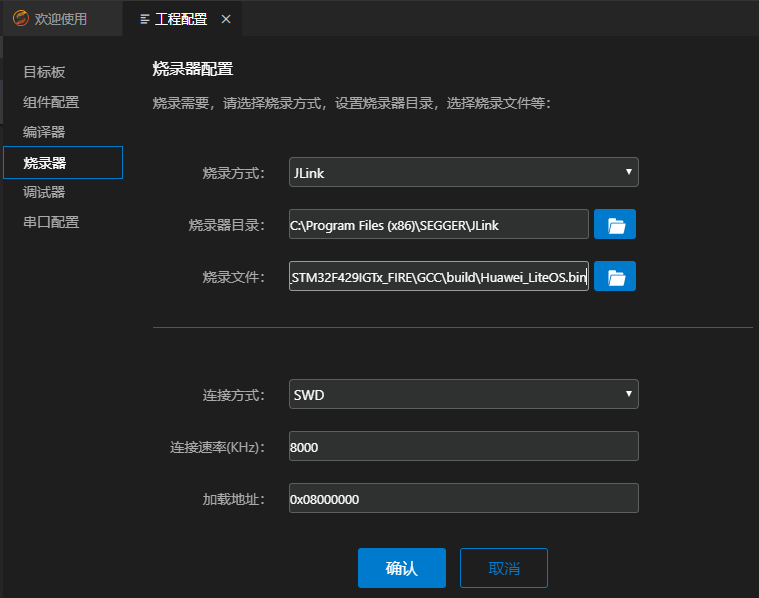 欢迎使用
工程配置
目标板
组件配置
编译器
烧录器
调试器
串口配置
烧录器配置
烧录需要，请选择烧录方式，设置烧录器目录，选择烧录文件等：
烧录方式： JLink
烧录器目录： C:\Program Files (x86)\SEGGER\JLink
烧录文件： _STM32F429IGTx_FIRE\GCC\build\Huawei_LiteOS.bin
连接方式： SWD
连接速率(KHz)： 8000
加载地址： 0x08000000
确认 取消